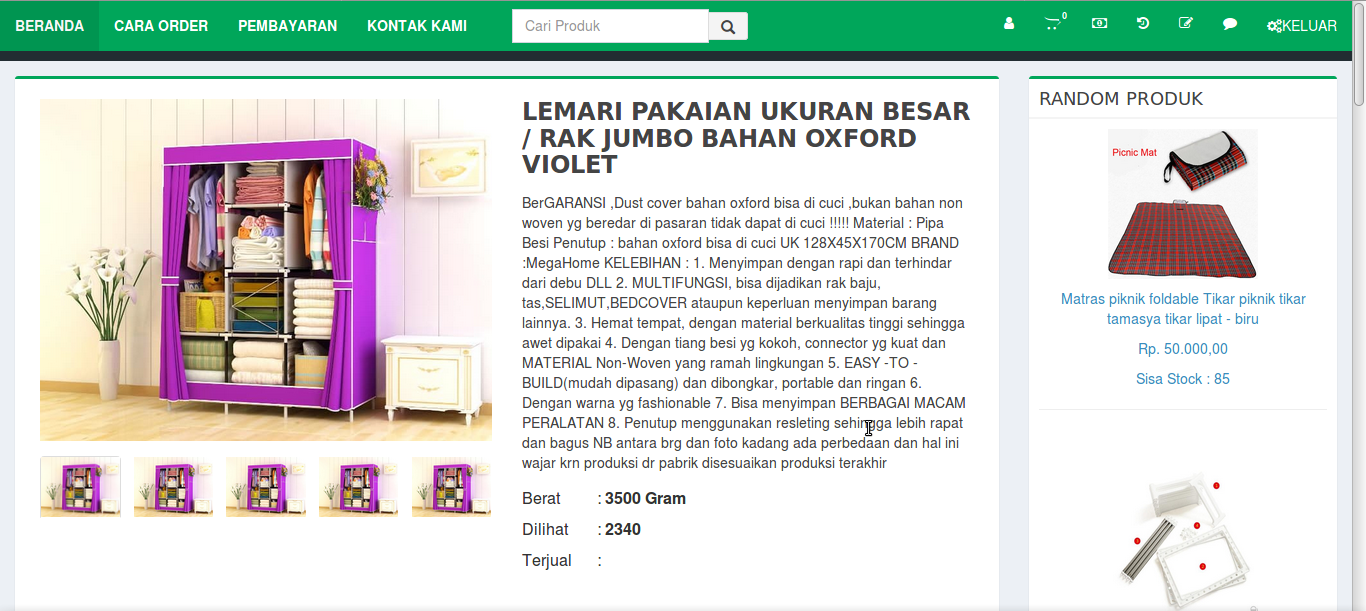 BERANDA CARA ORDER PEMBAYARAN KONTAK KAMI Cari Produk 0 KELUAR
LEMARI PAKAIAN UKURAN BESAR
/ RAK JUMBO BAHAN OXFORD
VIOLET
BerGARANSI ,Dust cover bahan oxford bisa di cuci ,bukan bahan non
woven yg beredar di pasaran tidak dapat di cuci !!!!! Material : Pipa
Besi Penutup : bahan oxford bisa di cuci UK 128X45X170CM BRAND
:MegaHome KELEBIHAN : 1. Menyimpan dengan rapi dan terhindar
dari debu DLL 2. MULTIFUNGSI, bisa dijadikan rak baju,
tas,SELIMUT,BEDCOVER ataupun keperluan menyimpan barang
lainnya. 3. Hemat tempat, dengan material berkualitas tinggi sehingga
awet dipakai 4. Dengan tiang besi yg kokoh, connector yg kuat dan
MATERIAL Non-Woven yang ramah lingkungan 5. EASY -TO -
BUILD(mudah dipasang) dan dibongkar, portable dan ringan 6.
Dengan warna yg fashionable 7. Bisa menyimpan BERBAGAI MACAM
PERALATAN 8. Penutup menggunakan resleting sehingga lebih rapat
dan bagus NB antara brg dan foto kadang ada perbedaan dan hal ini
wajar krn produksi dr pabrik disesuaikan produksi terakhir
Berat : 3500 Gram
Dilihat : 2340
Terjual :
RANDOM PRODUK
Picnic Mat
Matras piknik foldable Tikar piknik tikar
tamasya tikar lipat - biru
Rp. 50.000,00
Sisa Stock : 85